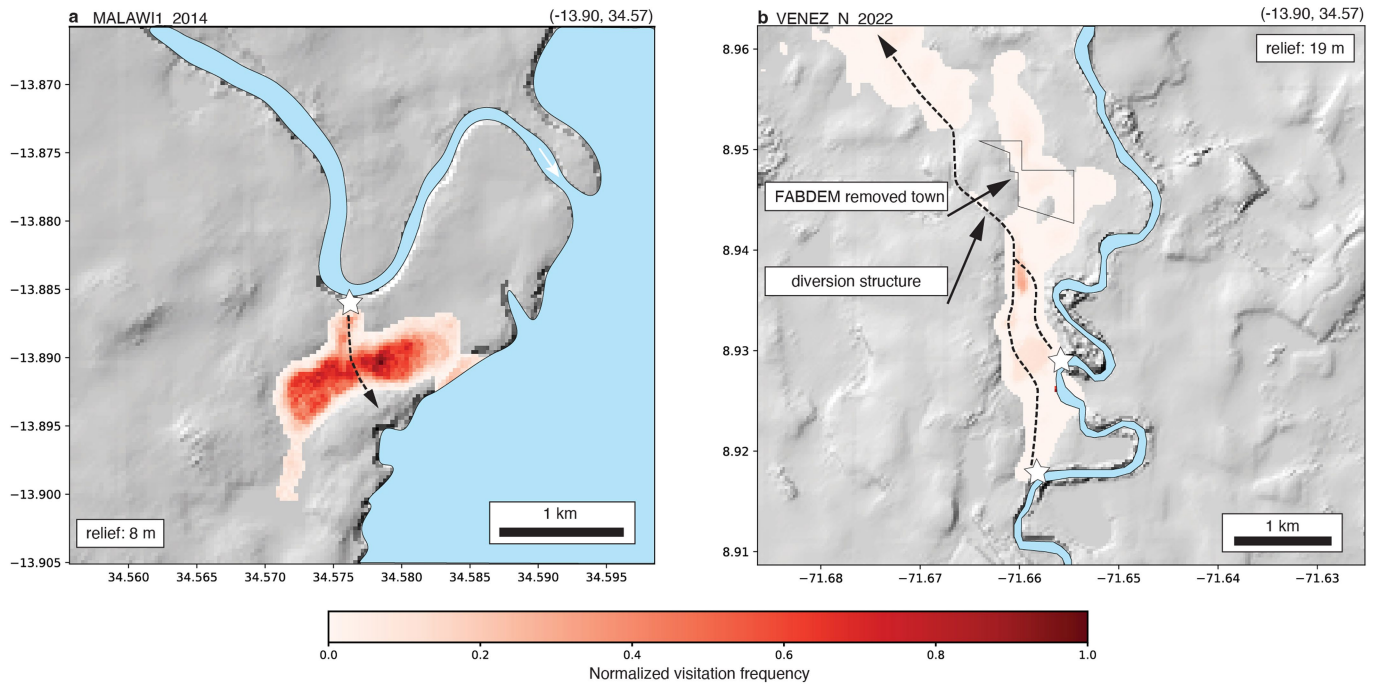 a MALAWI1_2014
(-13.90, 34.57)
−13.870
−13.875
−13.880
−13.885
−13.890
−13.895
−13.900
−13.905
relief: 8 m
1 km
34.560 34.565 34.570 34.575 34.580 34.585 34.590 34.595
b VENEZ_N_2022
(-13.90, 34.57)
relief: 19 m
8.96
8.95
8.94
8.93
8.92
8.91
FABDEM removed town
diversion structure
1 km
−71.68 −71.67 −71.66 −71.65 −71.64 −71.63
0.0 0.2 0.4 0.6 0.8 1.0
Normalized visitation frequency